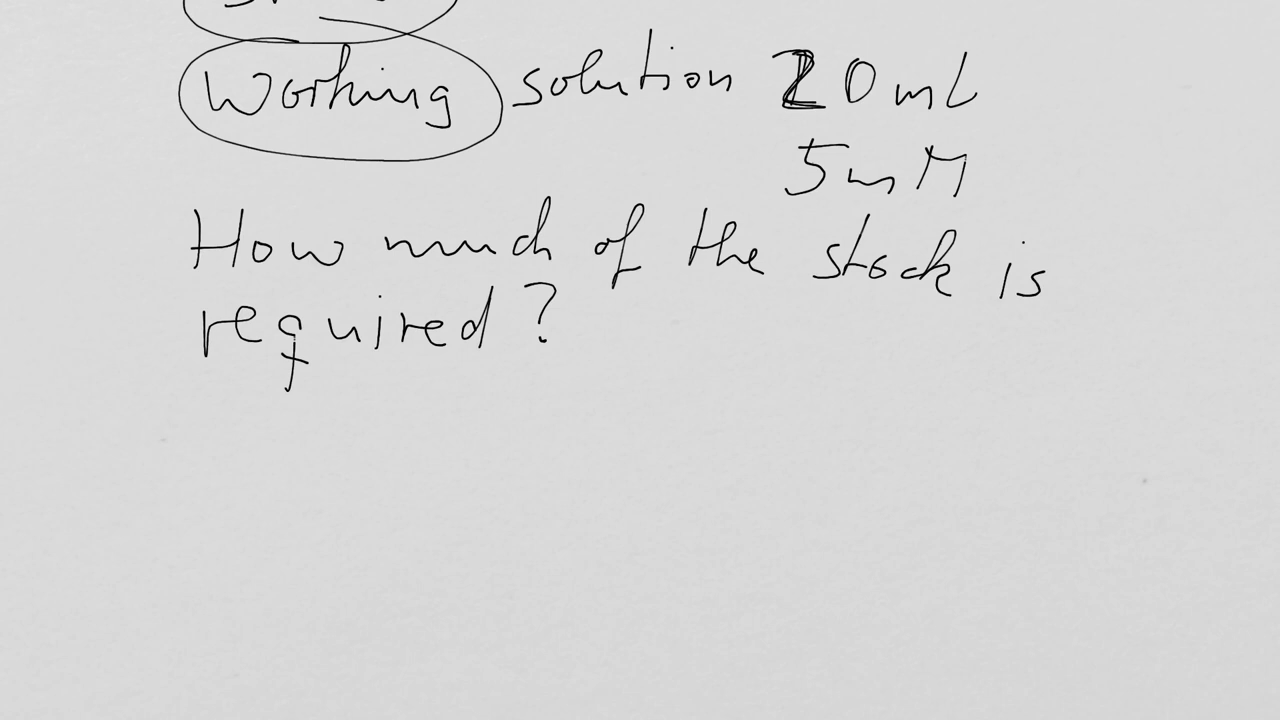 Working solution 20 mL
5 mM
How much of the stock is
required?